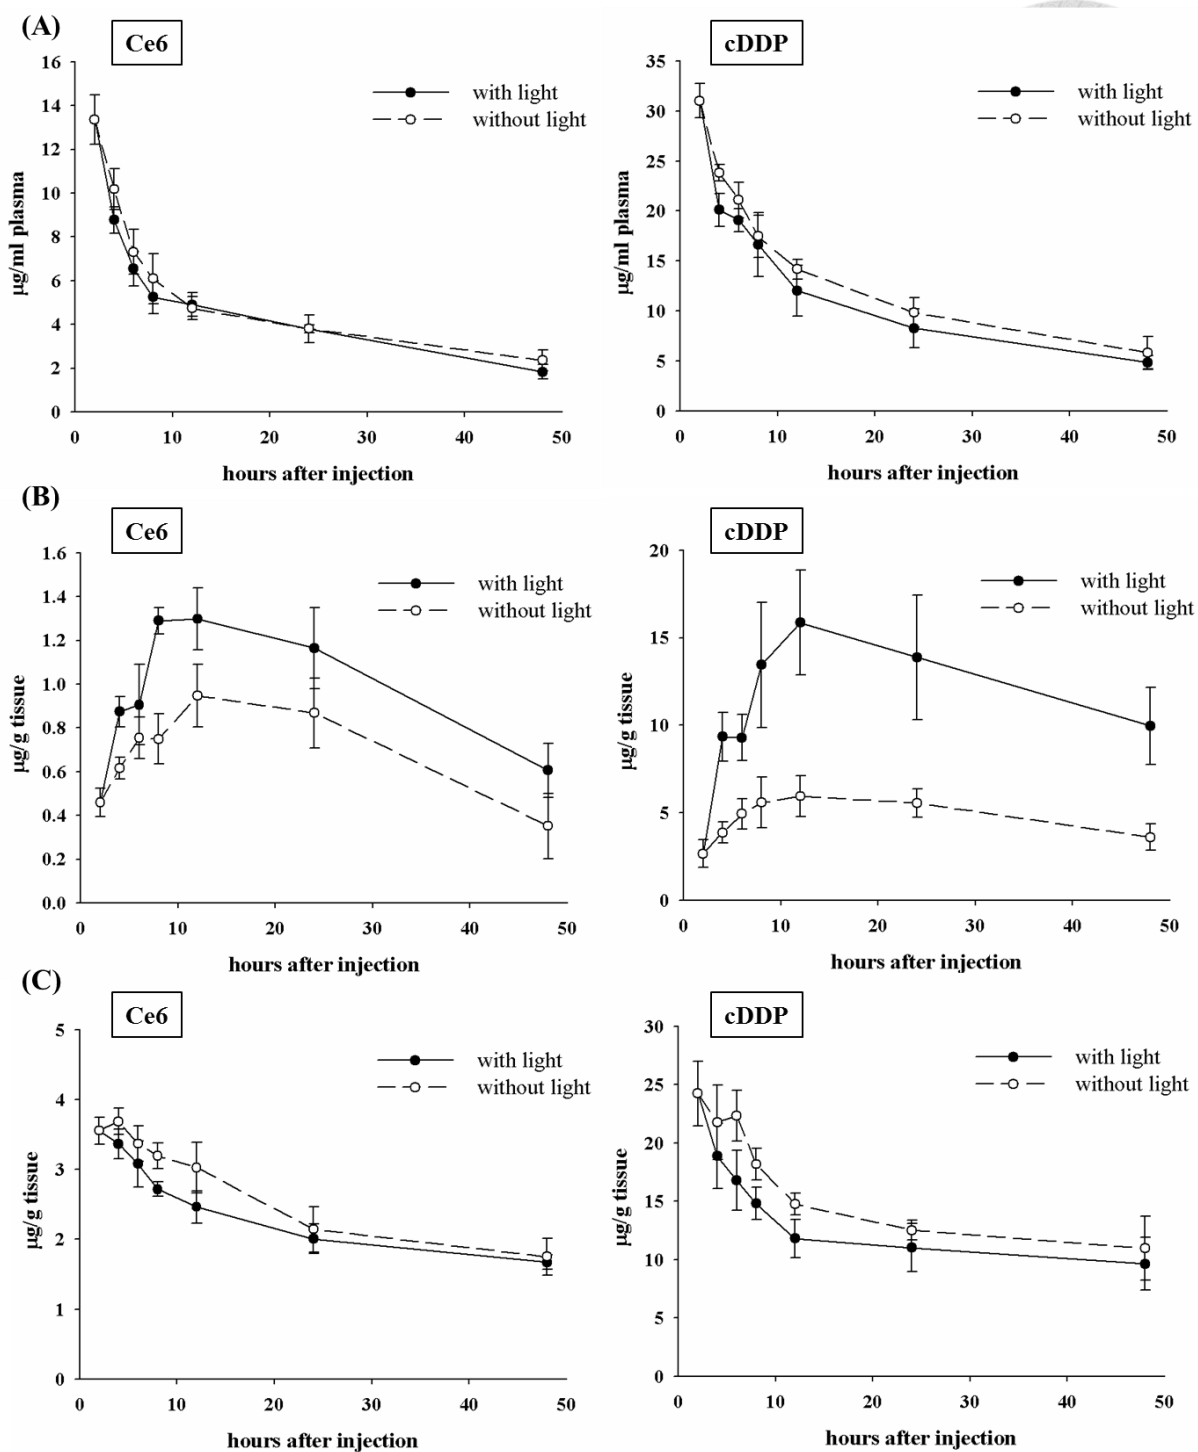 (A)
Ce6
cDDP
with light
without light
16
14
12
10
8
6
4
2
0
µg/ml plasma
0 10 20 30 40 50
hours after injection
with light
without light
35
30
25
20
15
10
5
0
µg/ml plasma
0 10 20 30 40 50
hours after injection
(B)
Ce6
cDDP
with light
without light
1.6
1.4
1.2
1.0
0.8
0.6
0.4
0.2
0.0
µg/g tissue
0 10 20 30 40 50
hours after injection
with light
without light
20
15
10
5
0
µg/g tissue
0 10 20 30 40 50
hours after injection
(C)
Ce6
cDDP
with light
without light
5
4
3
2
1
0
µg/g tissue
0 10 20 30 40 50
hours after injection
with light
without light
30
25
20
15
10
5
0
µg/g tissue
0 10 20 30 40 50
hours after injection